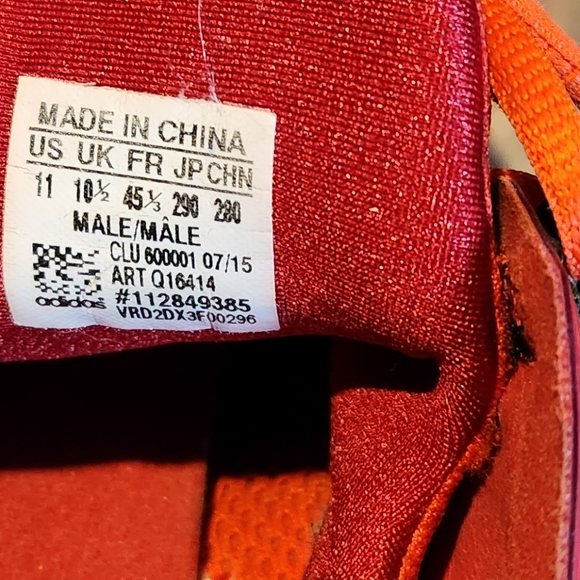 MADE IN CHINA
US UK FR JP CHN
11 10½ 45⅓ 290 280
MALE/MÂLE
CLU 600001 07/15
ART Q16414
#112849385
VRD2DX3F00296
adidas